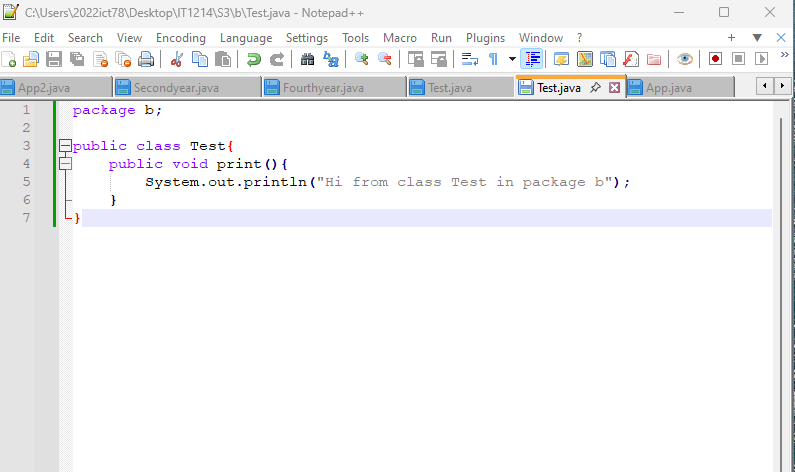 C:\Users\2022ict78\Desktop\IT1214\S3\b\Test.java - Notepad++
File Edit Search View Encoding Language Settings Tools Macro Run Plugins Window ?
App2.java Secondyear.java Fourthyear.java Test.java Test.java App.java
1 package b;
2
3 public class Test{
4 public void print(){
5 System.out.println("Hi from class Test in package b");
6 }
7 }